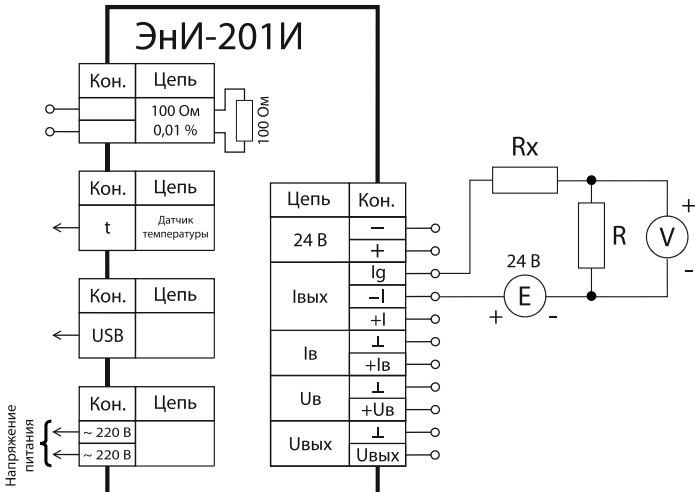 ЭнИ-201И
Кон. Цепь
100 Ом
0,01 %
100 Ом
Кон. Цепь
t Датчик температуры
Кон. Цепь
USB
Кон. Цепь
~ 220 В
~ 220 В
Напряжение
питания
Цепь Кон.
24 В − +
Iвых Ig −I +I
Iв ⊥ +Iв
Uв ⊥ +Uв
Uвых ⊥ Uвых
Rx
R
V
+
-
24 В
E
+ -